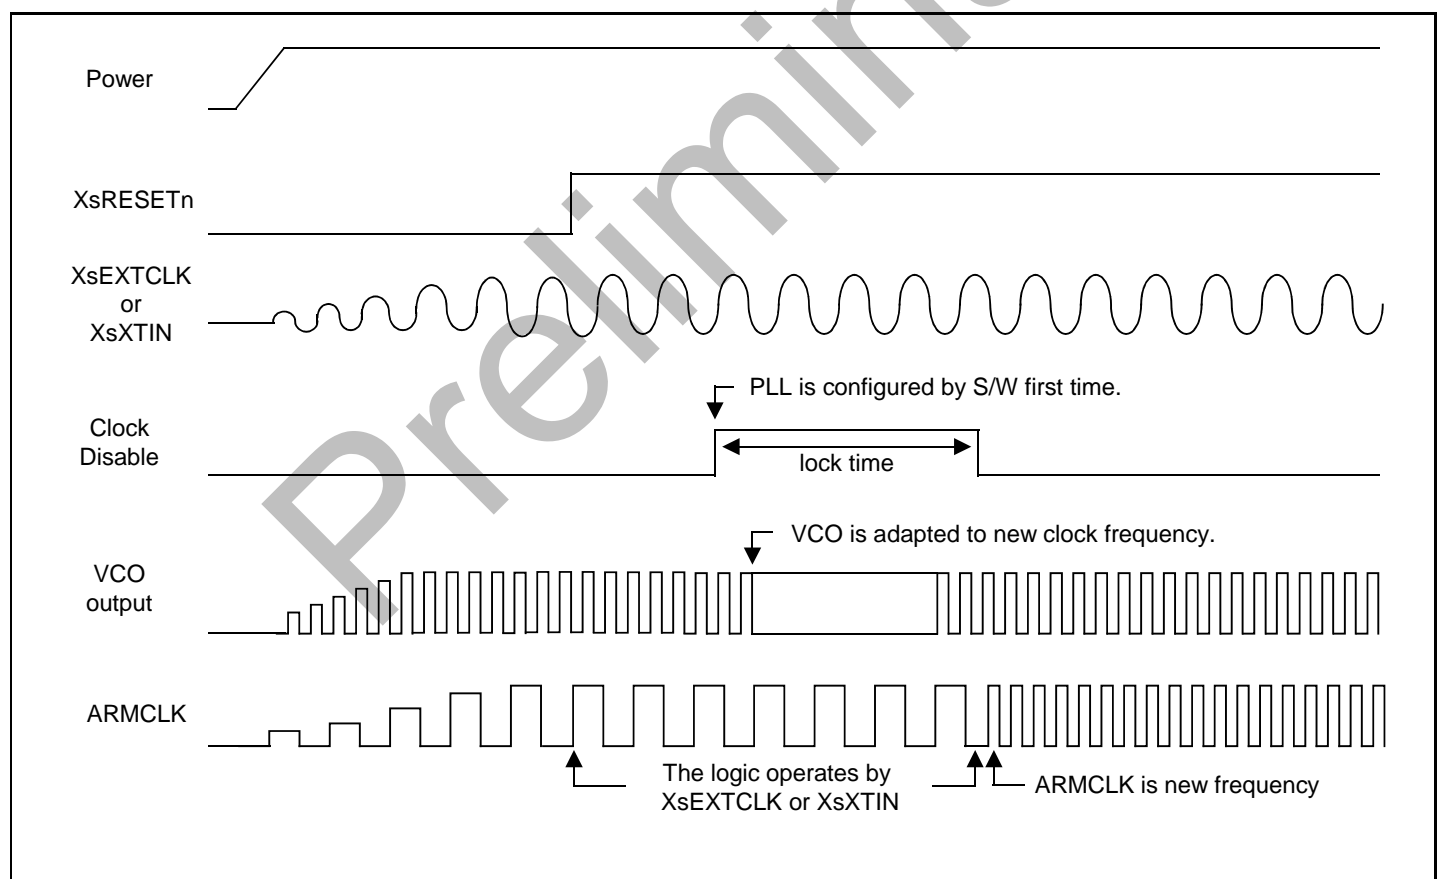 Power
XsRESETn
XsEXTCLK
or
XsXTIN
PLL is configured by S/W first time.
Clock
Disable
lock time
VCO is adapted to new clock frequency.
VCO
output
ARMCLK
The logic operates by
XsEXTCLK or XsXTIN
ARMCLK is new frequency
Prelimin